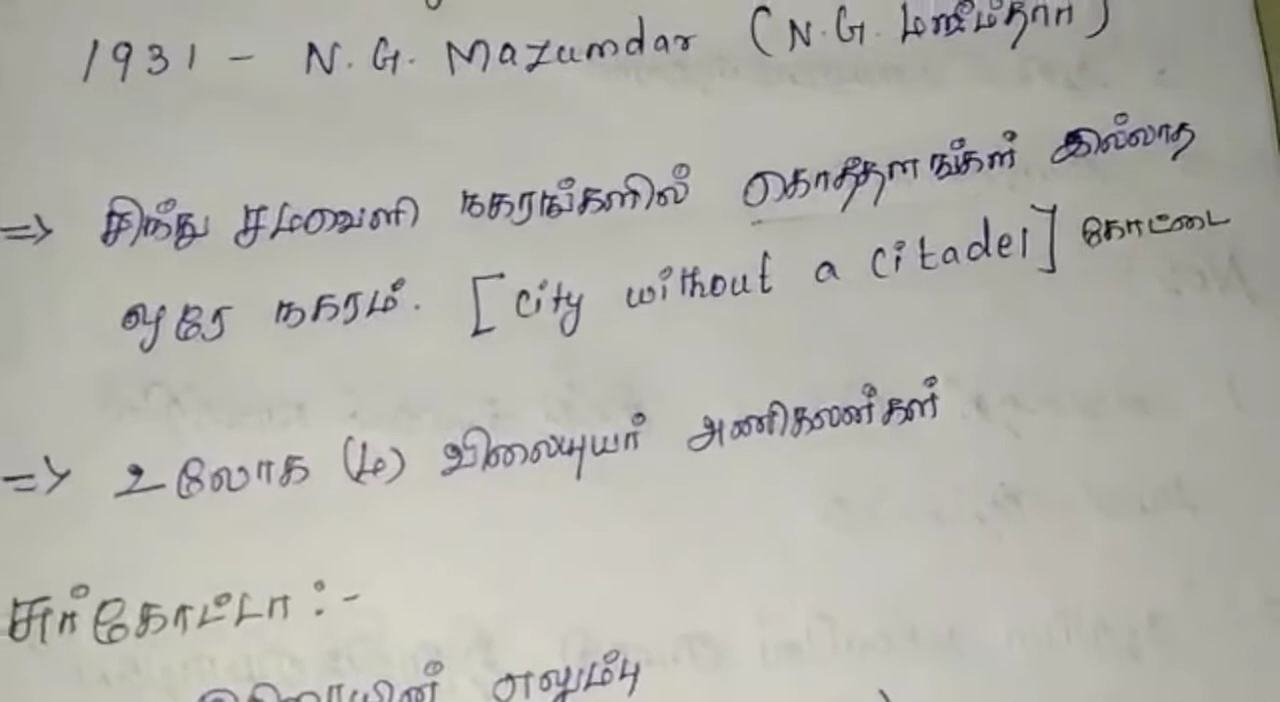 1931 - N. G. Mazumdar (N.G. மஜீம்தார்)
=> சிந்து சமவெளி நகரங்களில் கொத்தளங்கள் இல்லாத
ஒரே நகரம். [city without a citadel] கோட்டை
=> உலோக (ம) விலையுயர் அணிகலன்கள்
சுர்கோட்டா :-
எலும்பு